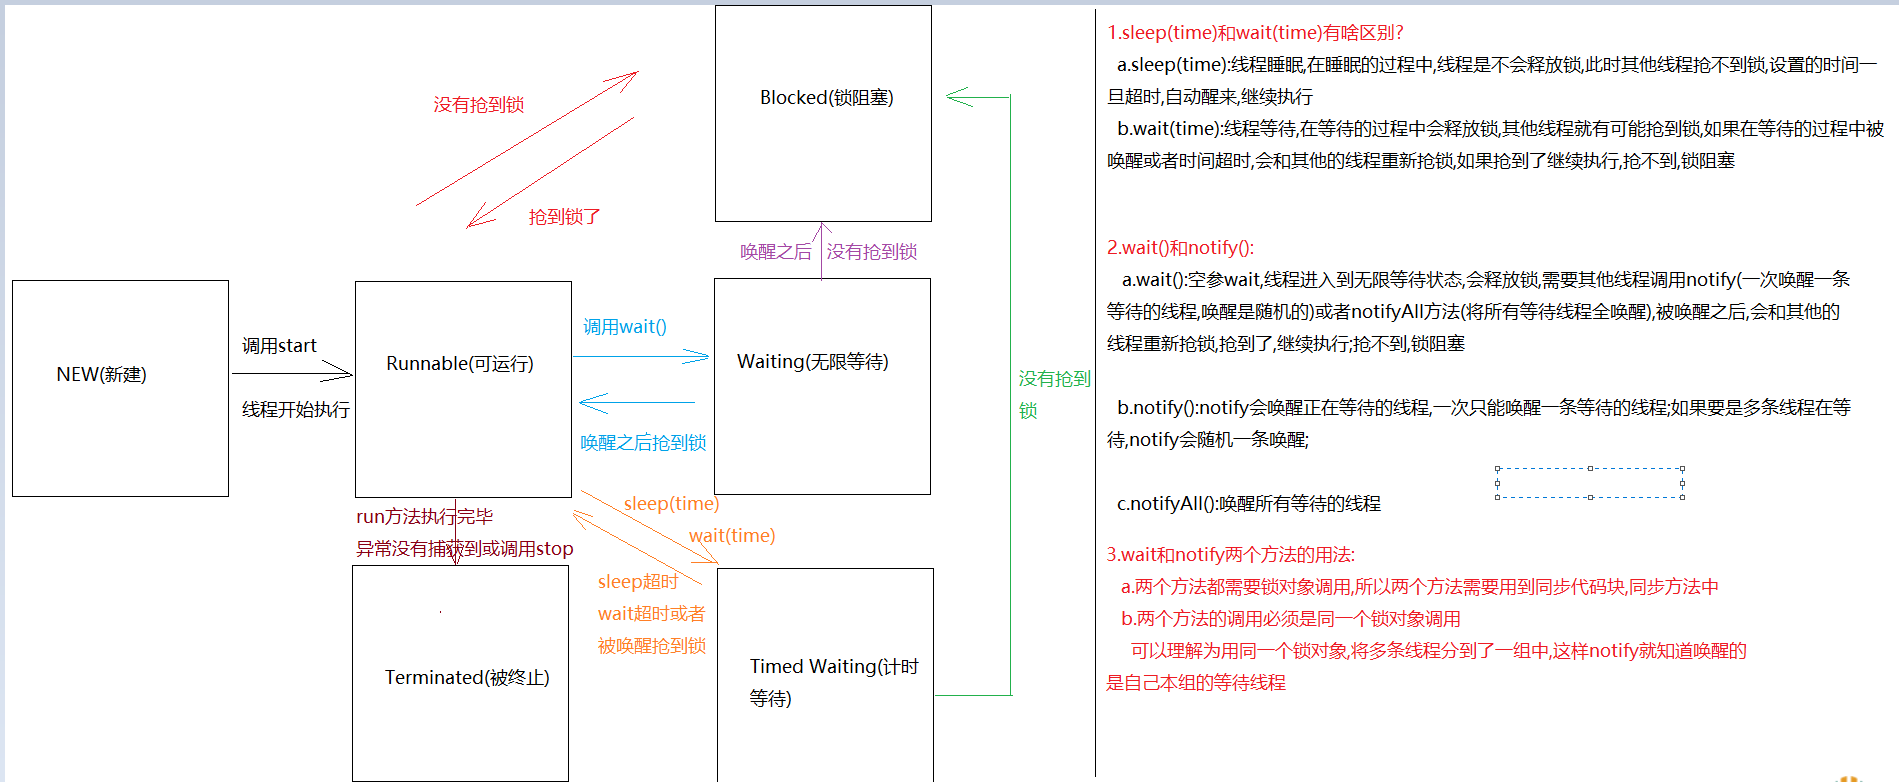 没有抢到锁
抢到锁了
Blocked(锁阻塞)
唤醒之后 没有抢到锁
NEW(新建)
调用start
线程开始执行
Runnable(可运行)
调用wait()
唤醒之后抢到锁
Waiting(无限等待)
没有抢到
锁
run方法执行完毕
异常没有捕获到或调用stop
sleep(time)
wait(time)
sleep超时
wait超时或者
被唤醒抢到锁
Terminated(被终止)
Timed Waiting(计时
等待)
1.sleep(time)和wait(time)有啥区别?
a.sleep(time):线程睡眠,在睡眠的过程中,线程是不会释放锁,此时其他线程抢不到锁,设置的时间一
旦超时,自动醒来,继续执行
b.wait(time):线程等待,在等待的过程中会释放锁,其他线程就有可能抢到锁,如果在等待的过程中被
唤醒或者时间超时,会和其他的线程重新抢锁,如果抢到了继续执行,抢不到,锁阻塞
2.wait()和notify():
a.wait():空参wait,线程进入到无限等待状态,会释放锁,需要其他线程调用notify(一次唤醒一条
等待的线程,唤醒是随机的)或者notifyAll方法(将所有等待线程全唤醒),被唤醒之后,会和其他的
线程重新抢锁,抢到了,继续执行;抢不到,锁阻塞
b.notify():notify会唤醒正在等待的线程,一次只能唤醒一条等待的线程;如果要是多条线程在等
待,notify会随机一条唤醒;
c.notifyAll():唤醒所有等待的线程
3.wait和notify两个方法的用法:
a.两个方法都需要锁对象调用,所以两个方法需要用到同步代码块,同步方法中
b.两个方法的调用必须是同一个锁对象调用
可以理解为用同一个锁对象,将多条线程分到了一组中,这样notify就知道唤醒的
是自己本组的等待线程